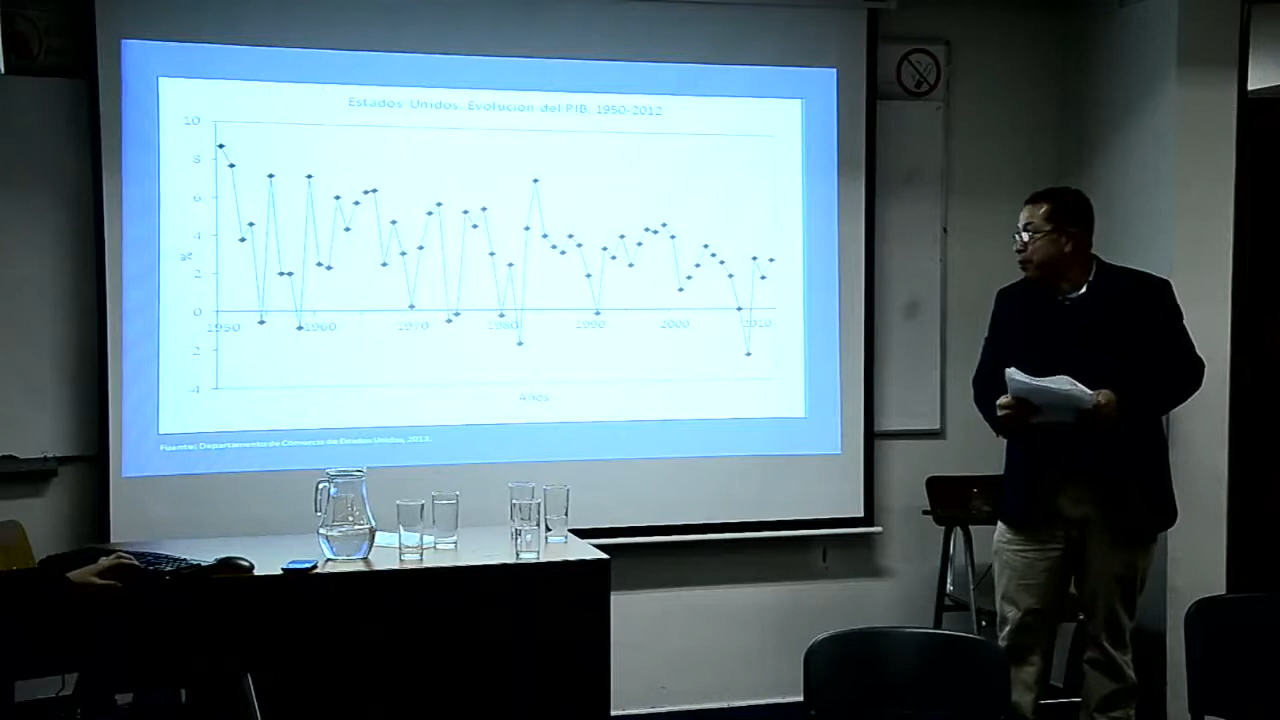 Estados Unidos. Evolución del PIB. 1950-2012
10
8
6
4
%
2
0
1950 1960 1970 1980 1990 2000 2010
2
-4
Años
Fuente: Departamento de Comercio de Estados Unidos, 2013.